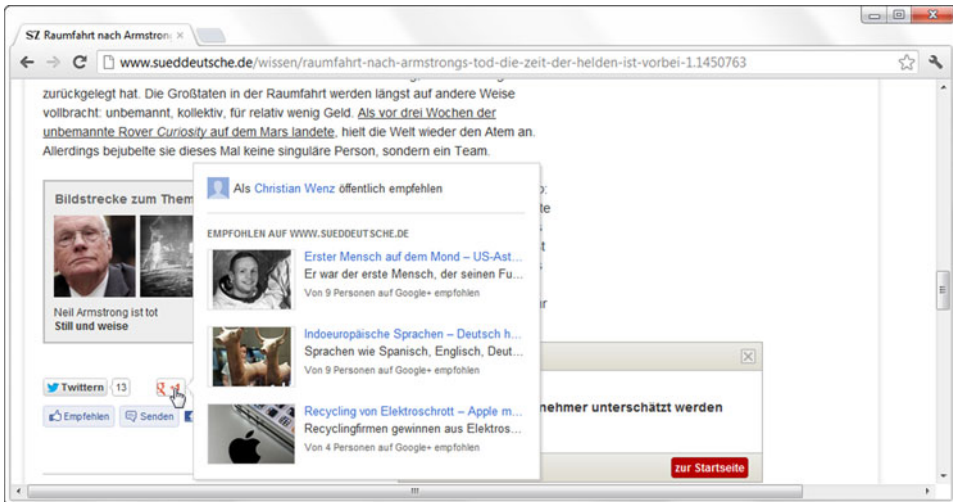 SZ Raumfahrt nach Armstrong
www.sueddeutsche.de/wissen/raumfahrt-nach-armstrongs-tod-die-zeit-der-helden-ist-vorbei-1.1450763
zurückgelegt hat. Die Großtaten in der Raumfahrt werden längst auf andere Weise
vollbracht: unbemannt, kollektiv, für relativ wenig Geld. Als vor drei Wochen der
unbemannte Rover Curiosity auf dem Mars landete, hielt die Welt wieder den Atem an.
Allerdings bejubelte sie dieses Mal keine singuläre Person, sondern ein Team.
Bildstrecke zum Them
Neil Armstrong ist tot
Still und weise
Twittern 13
Empfehlen Senden
Als Christian Wenz öffentlich empfehlen
EMPFOHLEN AUF WWW.SUEDDEUTSCHE.DE
Erster Mensch auf dem Mond – US-Ast...
Er war der erste Mensch, der seinen Fu...
Von 9 Personen auf Google+ empfohlen
Indoeuropäische Sprachen – Deutsch h...
Sprachen wie Spanisch, Englisch, Deut...
Von 9 Personen auf Google+ empfohlen
Recycling von Elektroschrott – Apple m...
Recyclingfirmen gewinnen aus Elektros...
Von 4 Personen auf Google+ empfohlen
nehmer unterschätzt werden
zur Startseite